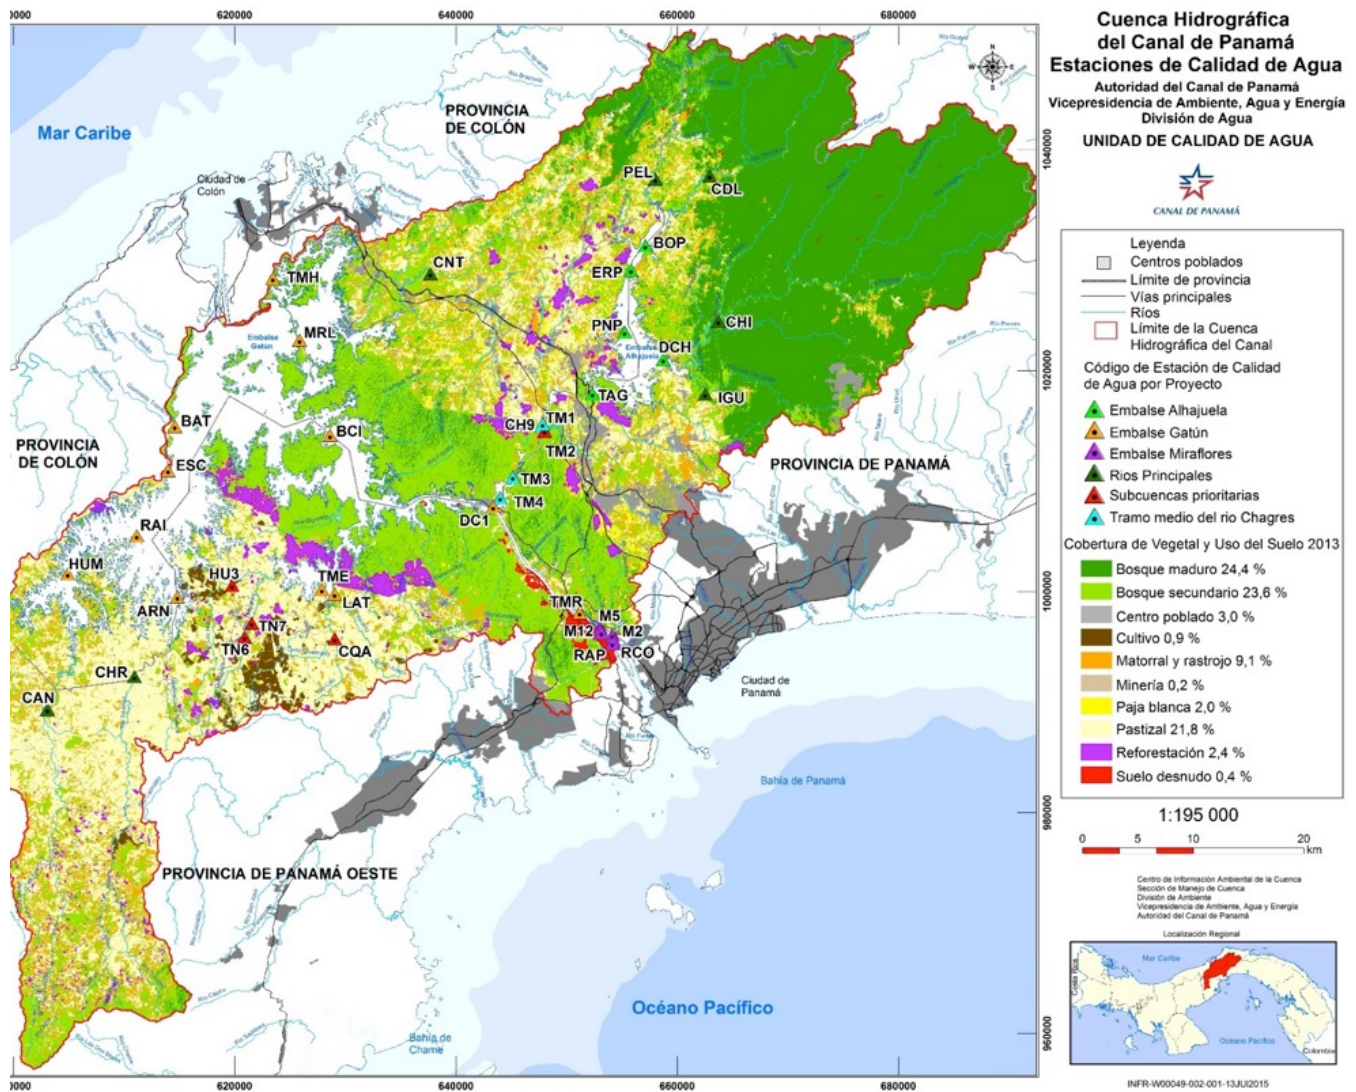 0000
620000
640000
660000
680000
Cuenca Hidrográfica
del Canal de Panamá
Estaciones de Calidad de Agua
Autoridad del Canal de Panamá
Vicepresidencia de Ambiente, Agua y Energía
División de Agua
UNIDAD DE CALIDAD DE AGUA
CANAL DE PANAMÁ
N
W
E
S
PROVINCIA
DE COLÓN
Mar Caribe
1040000
Ciudad de
Colón
PEL
CDL
BOP
ERP
CNT
TMH
PNP
CHI
MRL
Embalse
Gatún
Embalse
Alhajuela
DCH
1020000
TAG
IGU
BAT
BCI
CH9
TM1
TM2
PROVINCIA
DE COLÓN
ESC
TM3
TM4
DC1
PROVINCIA DE PANAMÁ
RAI
HUM
HU3
TME
LAT
ARN
1000000
TMR
M5
TN7
M12
M2
TN6
CQA
RAP
RCO
CHR
CAN
Ciudad de
Panamá
Bahía de Panamá
980000
PROVINCIA DE PANAMÁ OESTE
Océano Pacífico
Bahía de
Chame
960000
0000
620000
640000
660000
680000
Leyenda
Centros poblados
Límite de provincia
Vías principales
Ríos
Límite de la Cuenca
Hidrográfica del Canal
Código de Estación de Calidad
de Agua por Proyecto
Embalse Alhajuela
Embalse Gatún
Embalse Miraflores
Rios Principales
Subcuencas prioritarias
Tramo medio del rio Chagres
Cobertura de Vegetal y Uso del Suelo 2013
Bosque maduro 24,4 %
Bosque secundario 23,6 %
Centro poblado 3,0 %
Cultivo 0,9 %
Matorral y rastrojo 9,1 %
Minería 0,2 %
Paja blanca 2,0 %
Pastizal 21,8 %
Reforestación 2,4 %
Suelo desnudo 0,4 %
1:195 000
0 5 10 20
km
Centro de Información Ambiental de la Cuenca
Sección de Manejo de Cuenca
División de Ambiente
Vicepresidencia de Ambiente, Agua y Energía
Autoridad del Canal de Panamá
Localización Regional
Mar Caribe
Costa Rica
Océano Pacífico
Colombia
INFR-W00049-002-001-13JUl2015